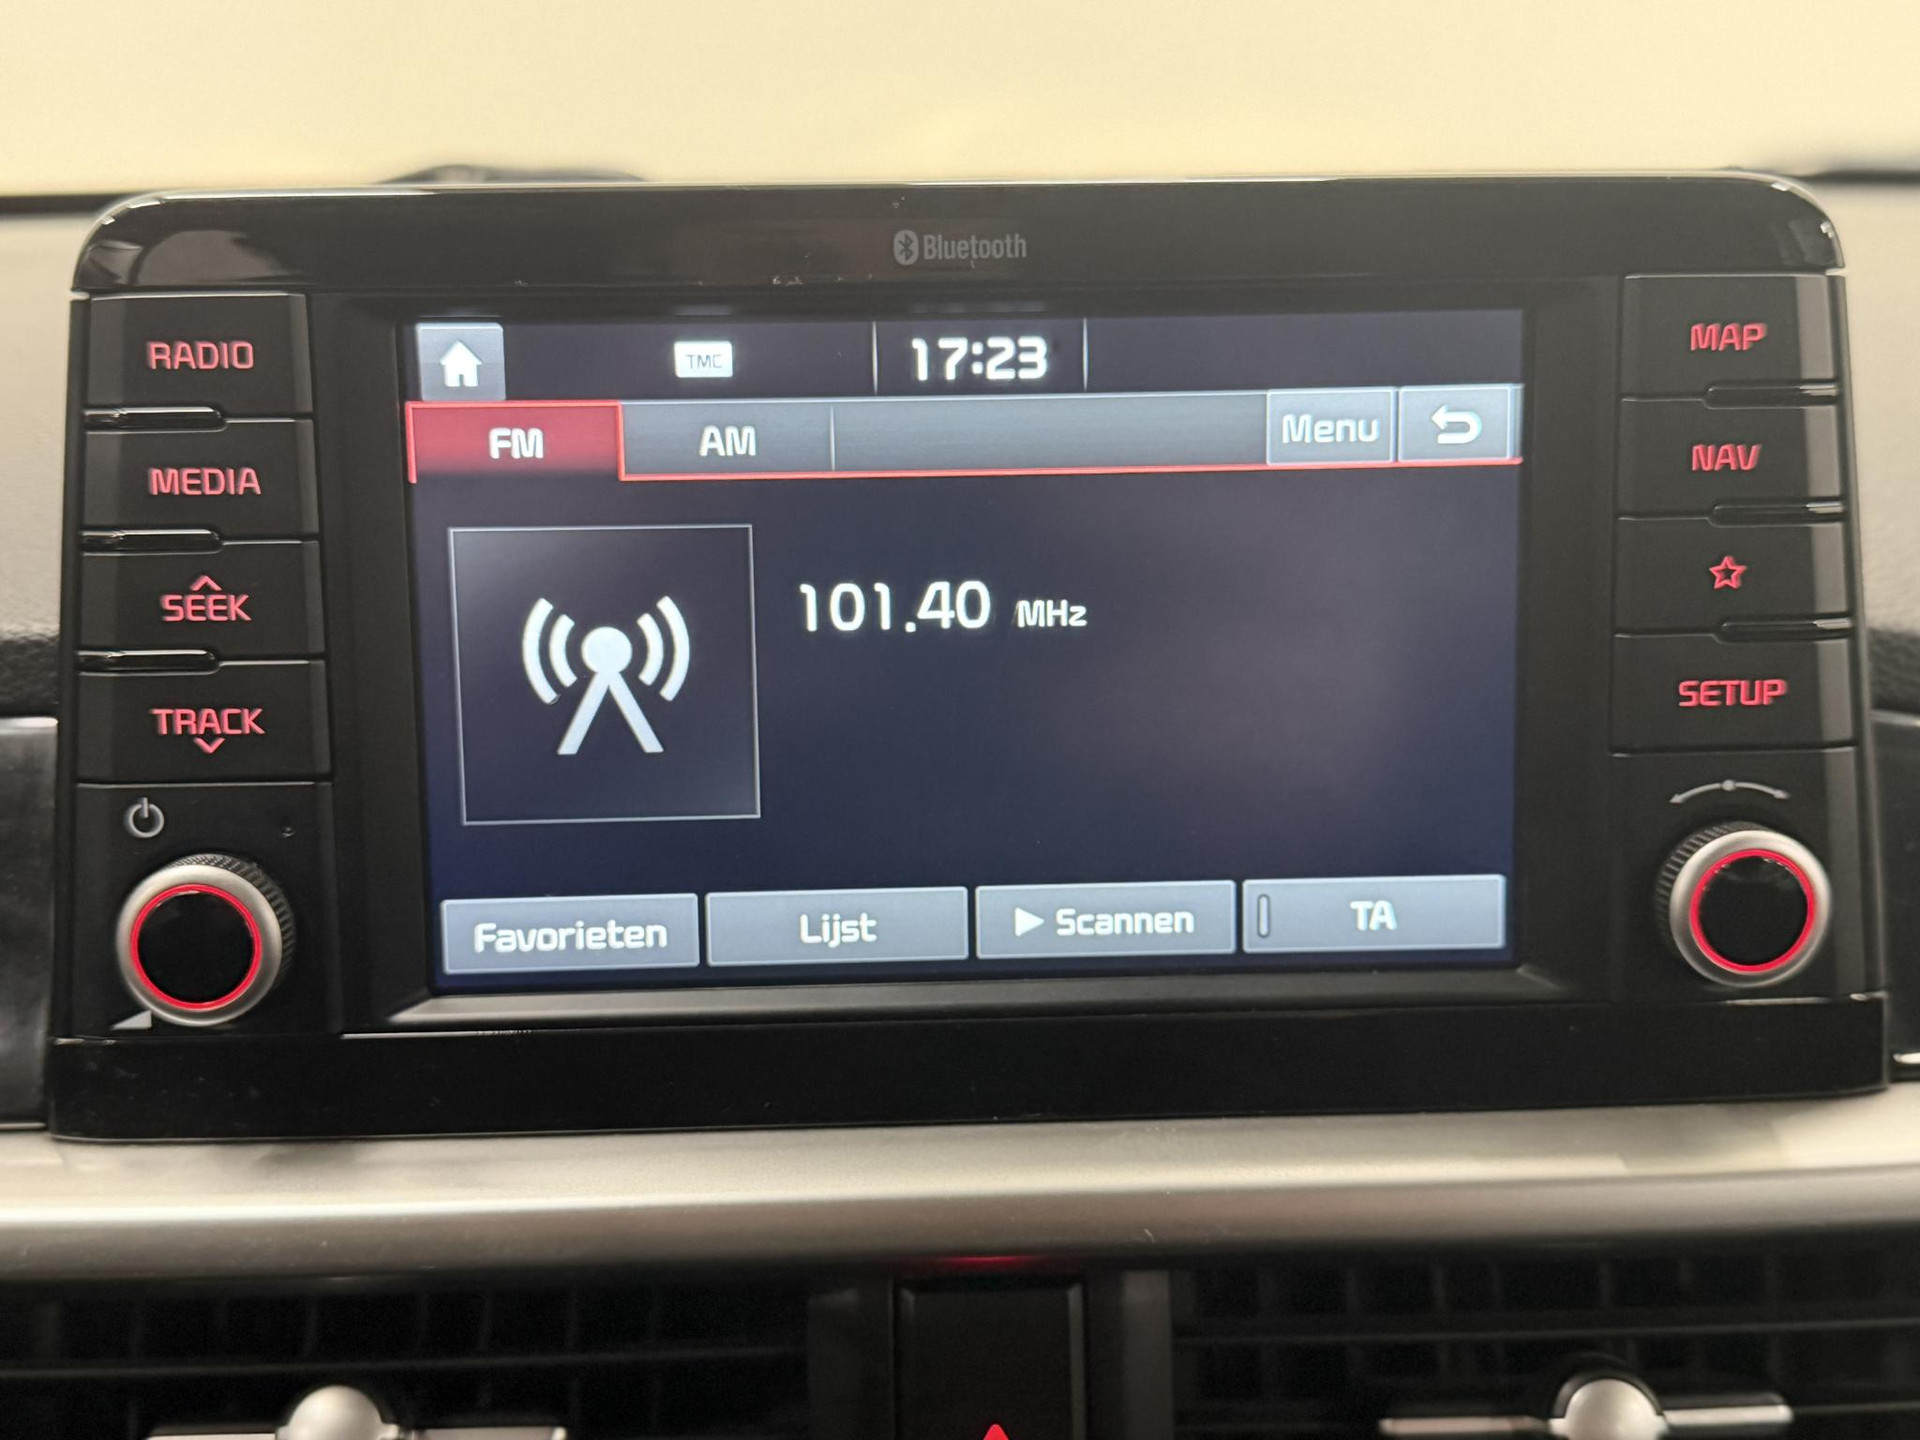 Bluetooth
RADIO
MEDIA
SEEK
TRACK
TMC
17:23
FM AM Menu
101.40 MHz
Favorieten Lijst Scannen TA
MAP
NAV
SETUP